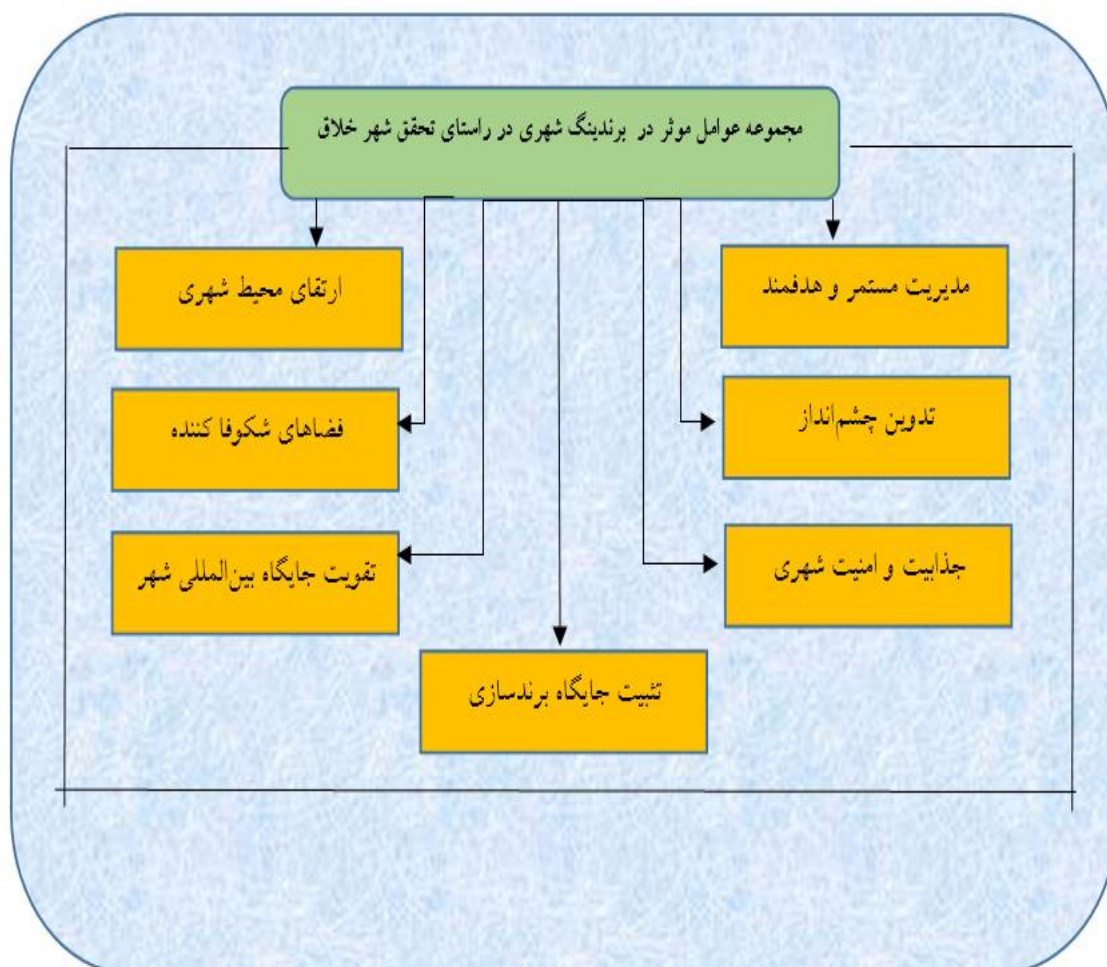 مجموعه عوامل موثر در برندینگ شهری در راستای تحقق شهر خلاق
مدیریت مستمر و هدفمند
ارتقای محیط شهری
تدوین چشم‌انداز
فضاهای شکوفا کننده
جذابیت و امنیت شهری
تقویت جایگاه بین‌المللی شهر
تثبیت جایگاه برندسازی